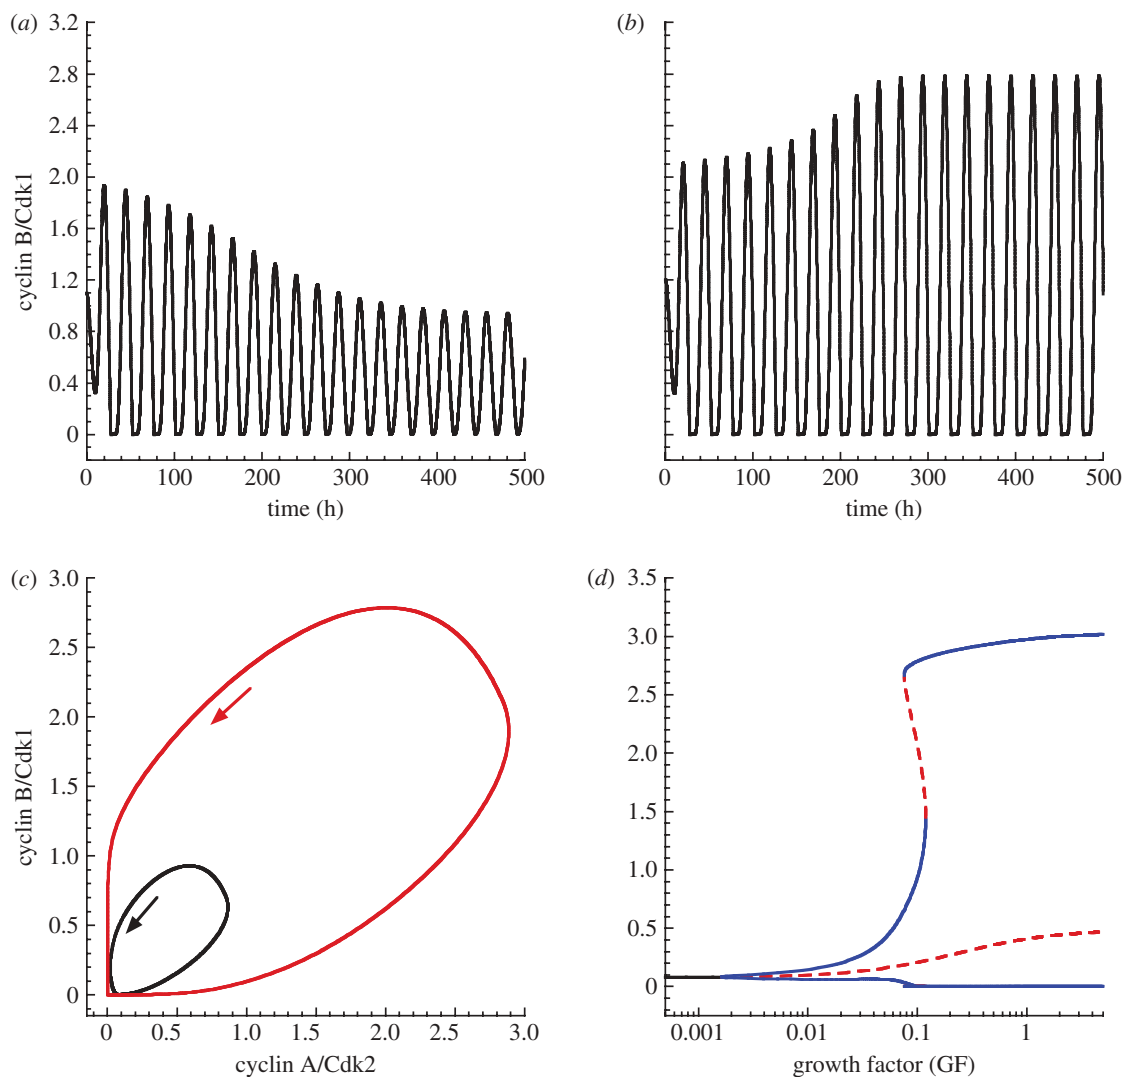 (a)
3.2
2.8
2.4
2.0
1.6
1.2
0.8
0.4
0
cyclin B/Cdk1
0 100 200 300 400 500
time (h)
(b)
0 100 200 300 400 500
time (h)
(c)
3.0
2.5
2.0
1.5
1.0
0.5
0
cyclin B/Cdk1
0 0.5 1.0 1.5 2.0 2.5 3.0
cyclin A/Cdk2
(d)
3.5
3.0
2.5
2.0
1.5
1.0
0.5
0
0.001 0.01 0.1 1
growth factor (GF)